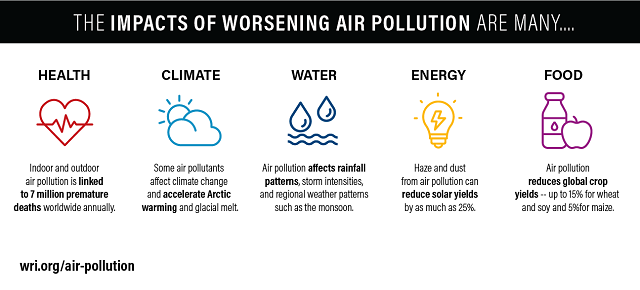 THE IMPACTS OF WORSENING AIR POLLUTION ARE MANY....
HEALTH
Indoor and outdoor
air pollution is linked
to 7 million premature
deaths worldwide annually.
CLIMATE
Some air pollutants
affect climate change
and accelerate Arctic
warming and glacial melt.
WATER
Air pollution affects rainfall
patterns, storm intensities,
and regional weather patterns
such as the monsoon.
ENERGY
Haze and dust
from air pollution can
reduce solar yields
by as much as 25%.
FOOD
Air pollution
reduces global crop
yields -- up to 15% for wheat
and soy and 5%for maize.
wri.org/air-pollution